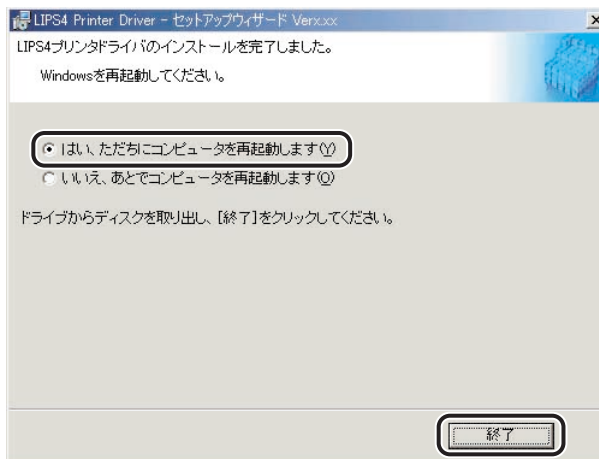 LIPS4 Printer Driver - セットアップウィザード Verx.xx
LIPS4プリンタドライバのインストールを完了しました。
Windowsを再起動してください。
はい、ただちにコンピュータを再起動します(Y)
いいえ、あとでコンピュータを再起動します(O)
ドライブからディスクを取り出し、[終了]をクリックしてください。
終了